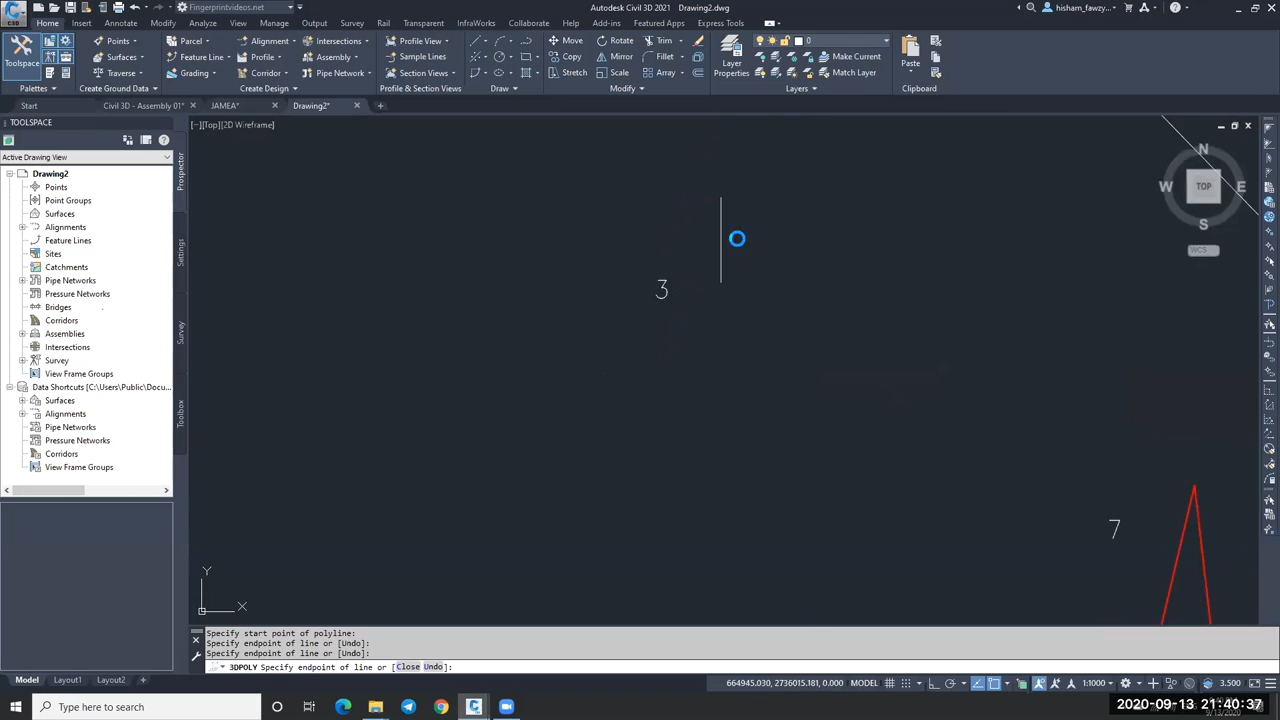 Fingerprintvideos.net
Autodesk Civil 3D 2021 Drawing2.dwg
hisham_fawzy...
C3D
Home Insert Annotate Modify Analyze View Manage Output Survey Rail Transparent InfraWorks Collaborate Help Add-ins Featured Apps Express Tools
Toolspace
Palettes
Points
Surfaces
Traverse
Create Ground Data
Parcel
Feature Line
Grading
Alignment
Profile
Corridor
Intersections
Assembly
Pipe Network
Create Design
Profile View
Sample Lines
Section Views
Profile & Section Views
Draw
Move Rotate Trim
Copy Mirror Fillet
Stretch Scale Array
Modify
Layer Properties
0
Make Current
Match Layer
Layers
Paste
Clipboard
Start Civil 3D - Assembly 01* JAMEA* Drawing2*
TOOLSPACE
Active Drawing View
Drawing2
Points
Point Groups
Surfaces
Alignments
Feature Lines
Sites
Catchments
Pipe Networks
Pressure Networks
Bridges
Corridors
Assemblies
Intersections
Survey
View Frame Groups
Data Shortcuts [C:\Users\Public\Docu...
Surfaces
Alignments
Pipe Networks
Pressure Networks
Corridors
View Frame Groups
Prospector
Settings
Survey
Toolbox
[−][Top][2D Wireframe]
N
W TOP E
S
WCS
3
7
Y
X
Specify start point of polyline:
Specify endpoint of line or [Undo]:
Specify endpoint of line or [Undo]:
3DPOLY Specify endpoint of line or [Close Undo]:
Model Layout1 Layout2
664945.030, 2736015.181, 0.000 MODEL
1:1000
3.500
Type here to search
2020-09-13 21:40:37